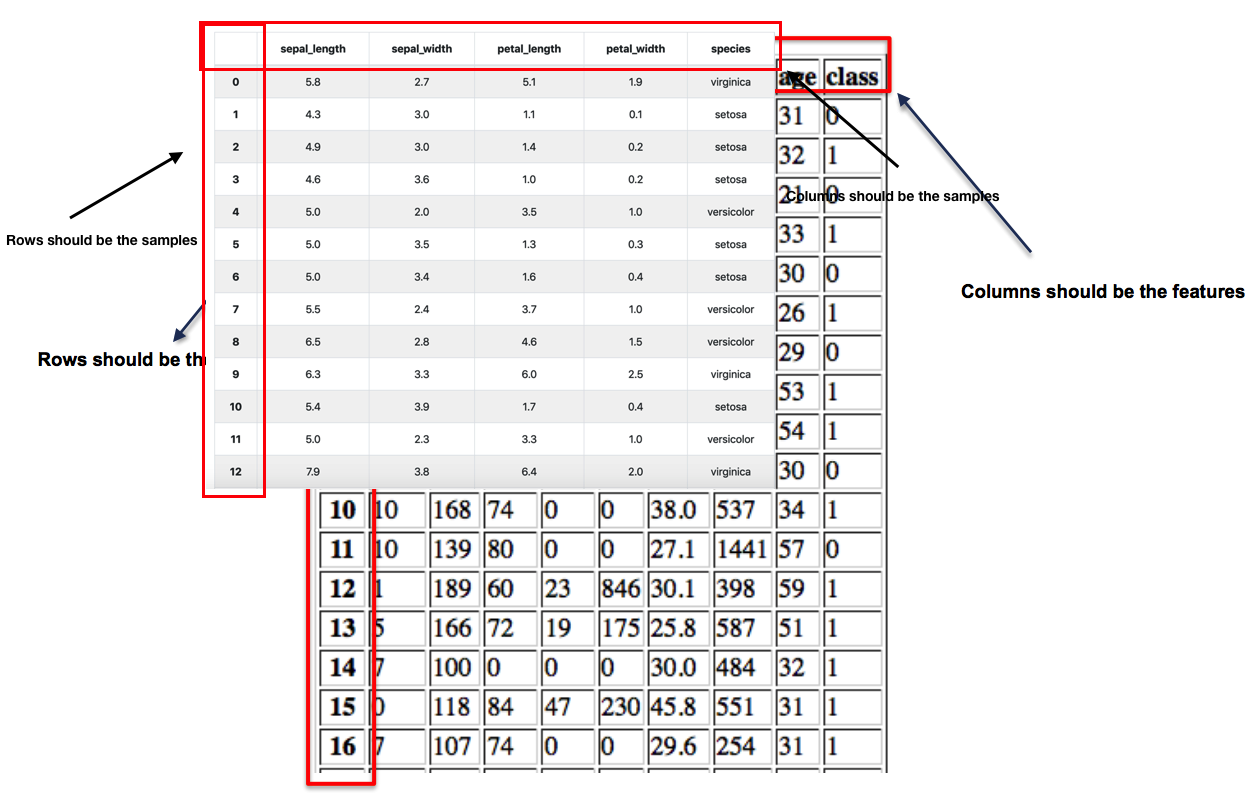 sepal_length sepal_width petal_length petal_width species
age class
0 5.8 2.7 5.1 1.9 virginica
31 0
1 4.3 3.0 1.1 0.1 setosa
32 1
2 4.9 3.0 1.4 0.2 setosa
3 4.6 3.6 1.0 0.2 setosa
21 0
Columns should be the samples
4 5.0 2.0 3.5 1.0 versicolor
33 1
Rows should be the samples
5 5.0 3.5 1.3 0.3 setosa
30 0
6 5.0 3.4 1.6 0.4 setosa
Columns should be the features
7 5.5 2.4 3.7 1.0 versicolor
26 1
8 6.5 2.8 4.6 1.5 versicolor
29 0
Rows should be th
9 6.3 3.3 6.0 2.5 virginica
53 1
10 5.4 3.9 1.7 0.4 setosa
54 1
11 5.0 2.3 3.3 1.0 versicolor
12 7.9 3.8 6.4 2.0 virginica
30 0
10 10 168 74 0 0 38.0 537 34 1
11 10 139 80 0 0 27.1 1441 57 0
12 1 189 60 23 846 30.1 398 59 1
13 5 166 72 19 175 25.8 587 51 1
14 7 100 0 0 0 30.0 484 32 1
15 0 118 84 47 230 45.8 551 31 1
16 7 107 74 0 0 29.6 254 31 1